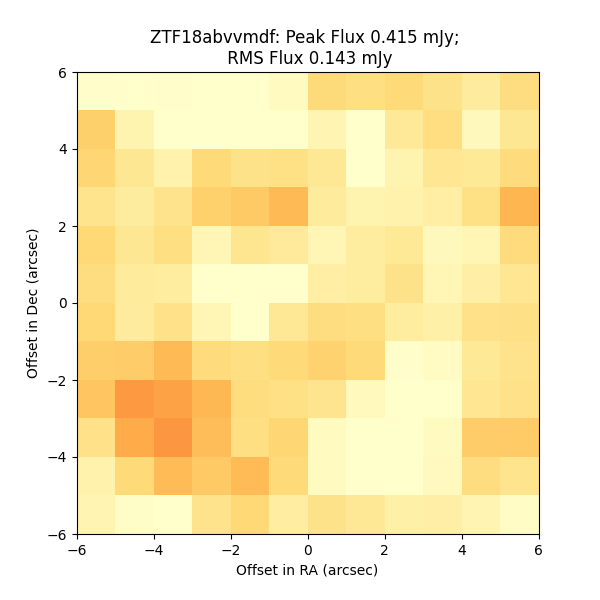 ZTF18abvvmdf: Peak Flux 0.415 mJy;
RMS Flux 0.143 mJy
6
4
2
0
−2
−4
−6
Offset in Dec (arcsec)
−6 −4 −2 0 2 4 6
Offset in RA (arcsec)